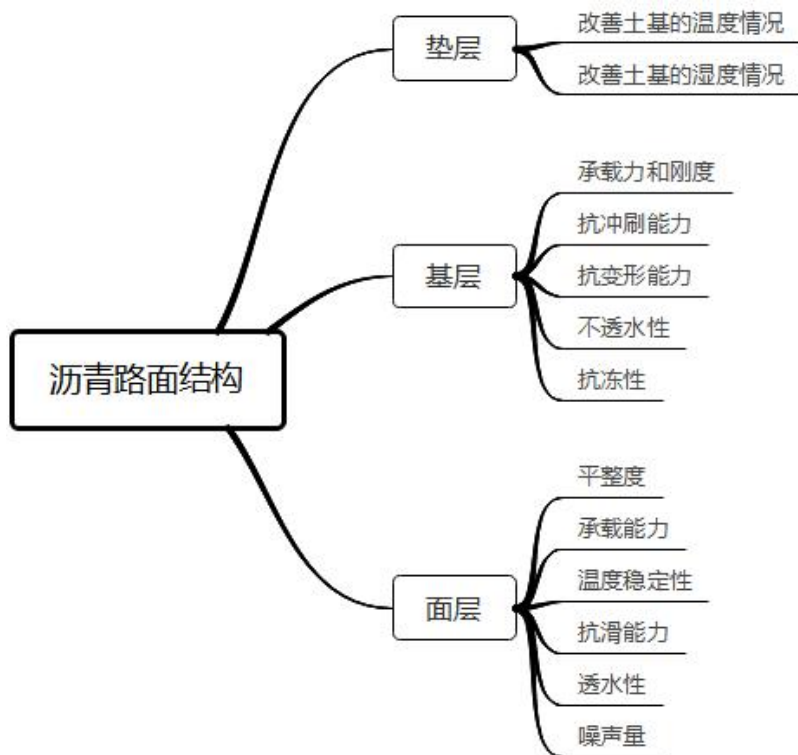 沥青路面结构
垫层
改善土基的温度情况
改善土基的湿度情况
基层
承载力和刚度
抗冲刷能力
抗变形能力
不透水性
抗冻性
面层
平整度
承载能力
温度稳定性
抗滑能力
透水性
噪声量